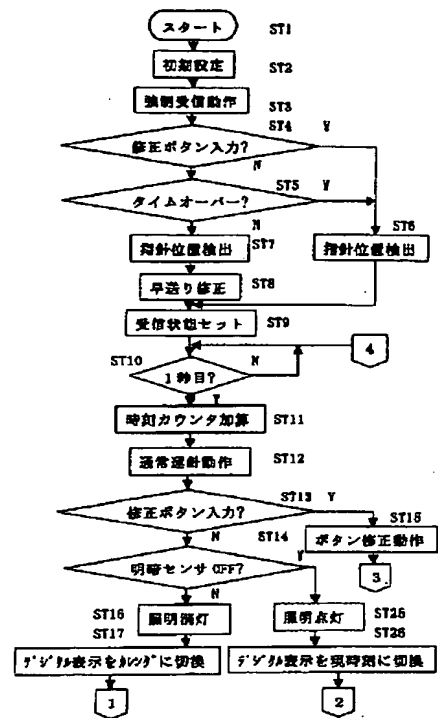 スタート ST1
初期設定 ST2
強制受信動作 ST3
ST4 Y
修正ボタン入力?
N
ST5 Y
タイムオーバー?
N
ST7 ST6
指針位置検出 指針位置検出
早送り修正 ST8
受信状態セット ST9
4
ST10 N
1秒目?
Y
時刻カウンタ加算 ST11
通常運針動作 ST12
ST13 Y
修正ボタン入力?
ST15
N ST14 ボタン修正動作
Y
明暗センサOFF? 3
N
ST16 照明消灯 照明点灯 ST25
ST17 ST26
デジタル表示をカレンダに切換 デジタル表示を現時刻に切換
1 2